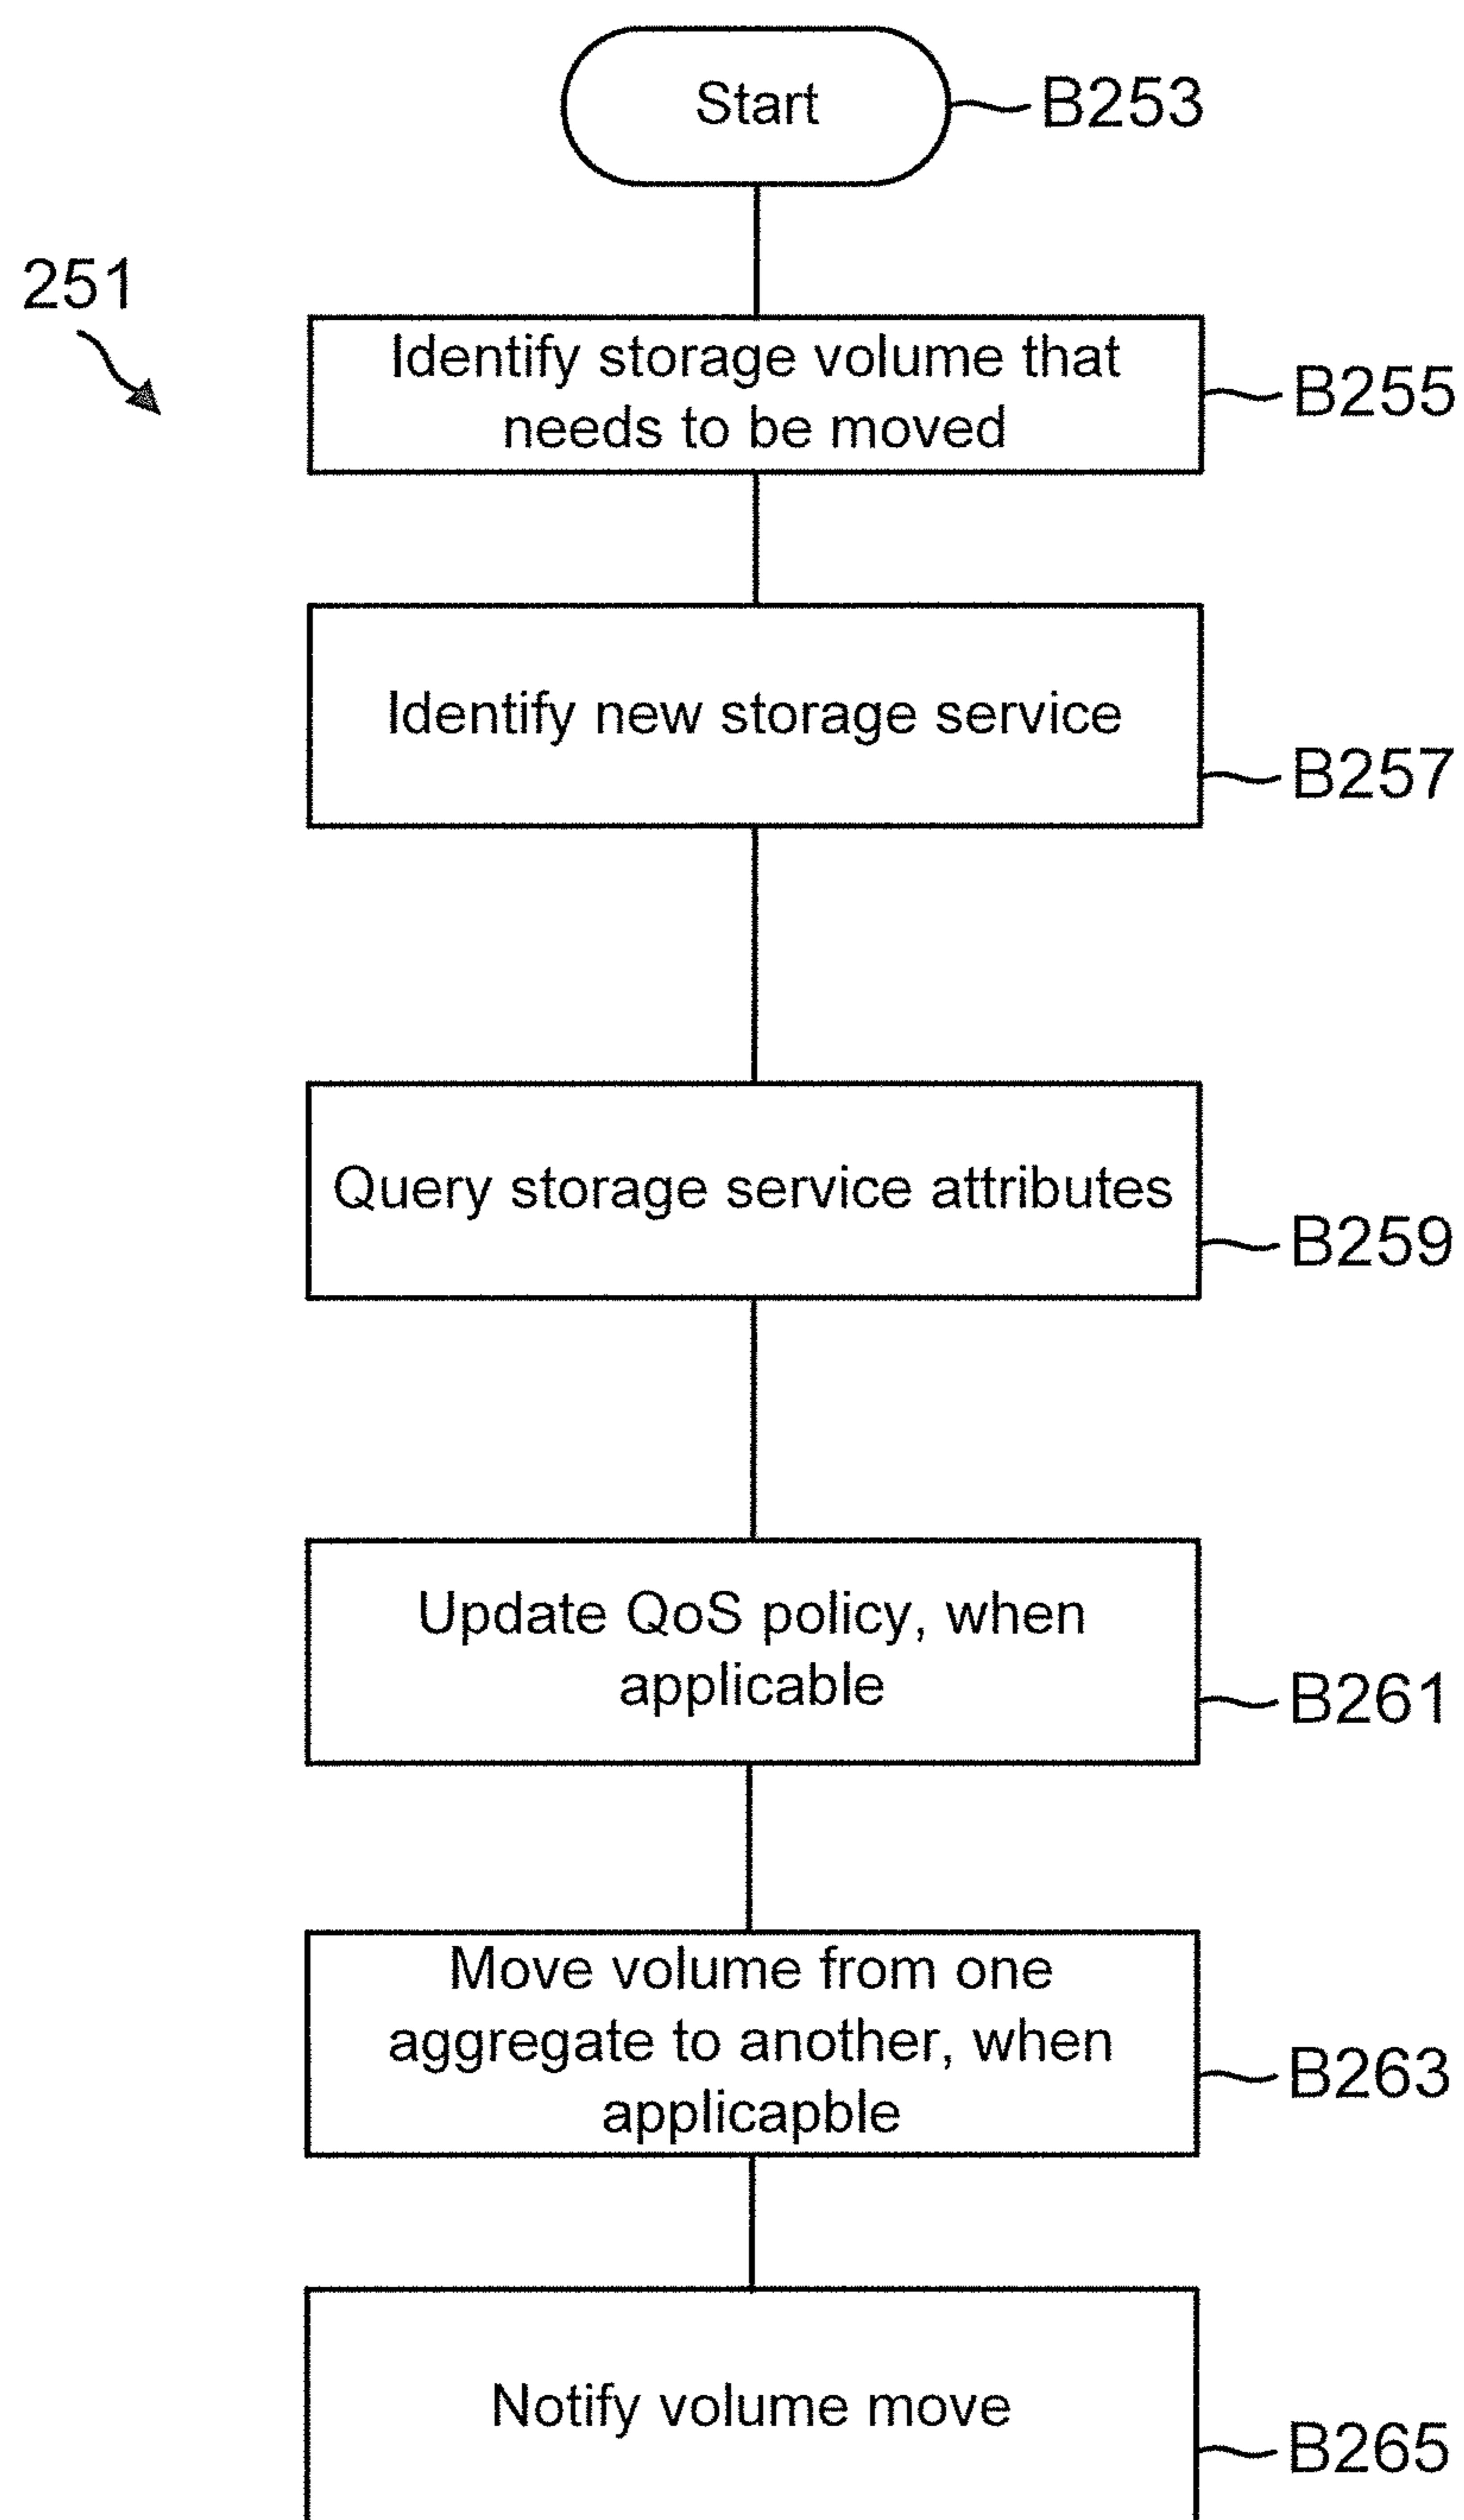 Start
B253
251
Identify storage volume that
needs to be moved
B255
Identify new storage service
B257
Query storage service attributes
B259
Update QoS policy, when
applicable
B261
Move volume from one
aggregate to another, when
applicapble
B263
Notify volume move
B265